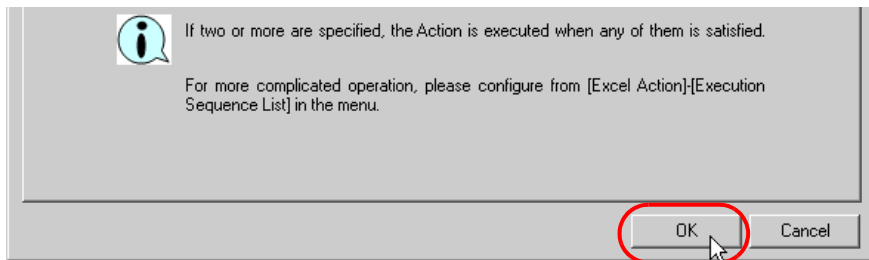 If two or more are specified, the Action is executed when any of them is satisfied.
For more complicated operation, please configure from [Excel Action]-[Execution
Sequence List] in the menu.
OK
Cancel